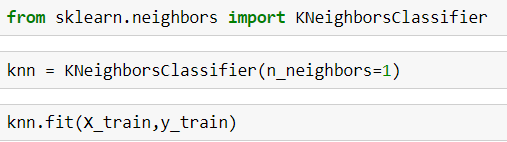 from sklearn.neighbors import KNeighborsClassifier
knn = KNeighborsClassifier(n_neighbors=1)
knn.fit(X_train,y_train)